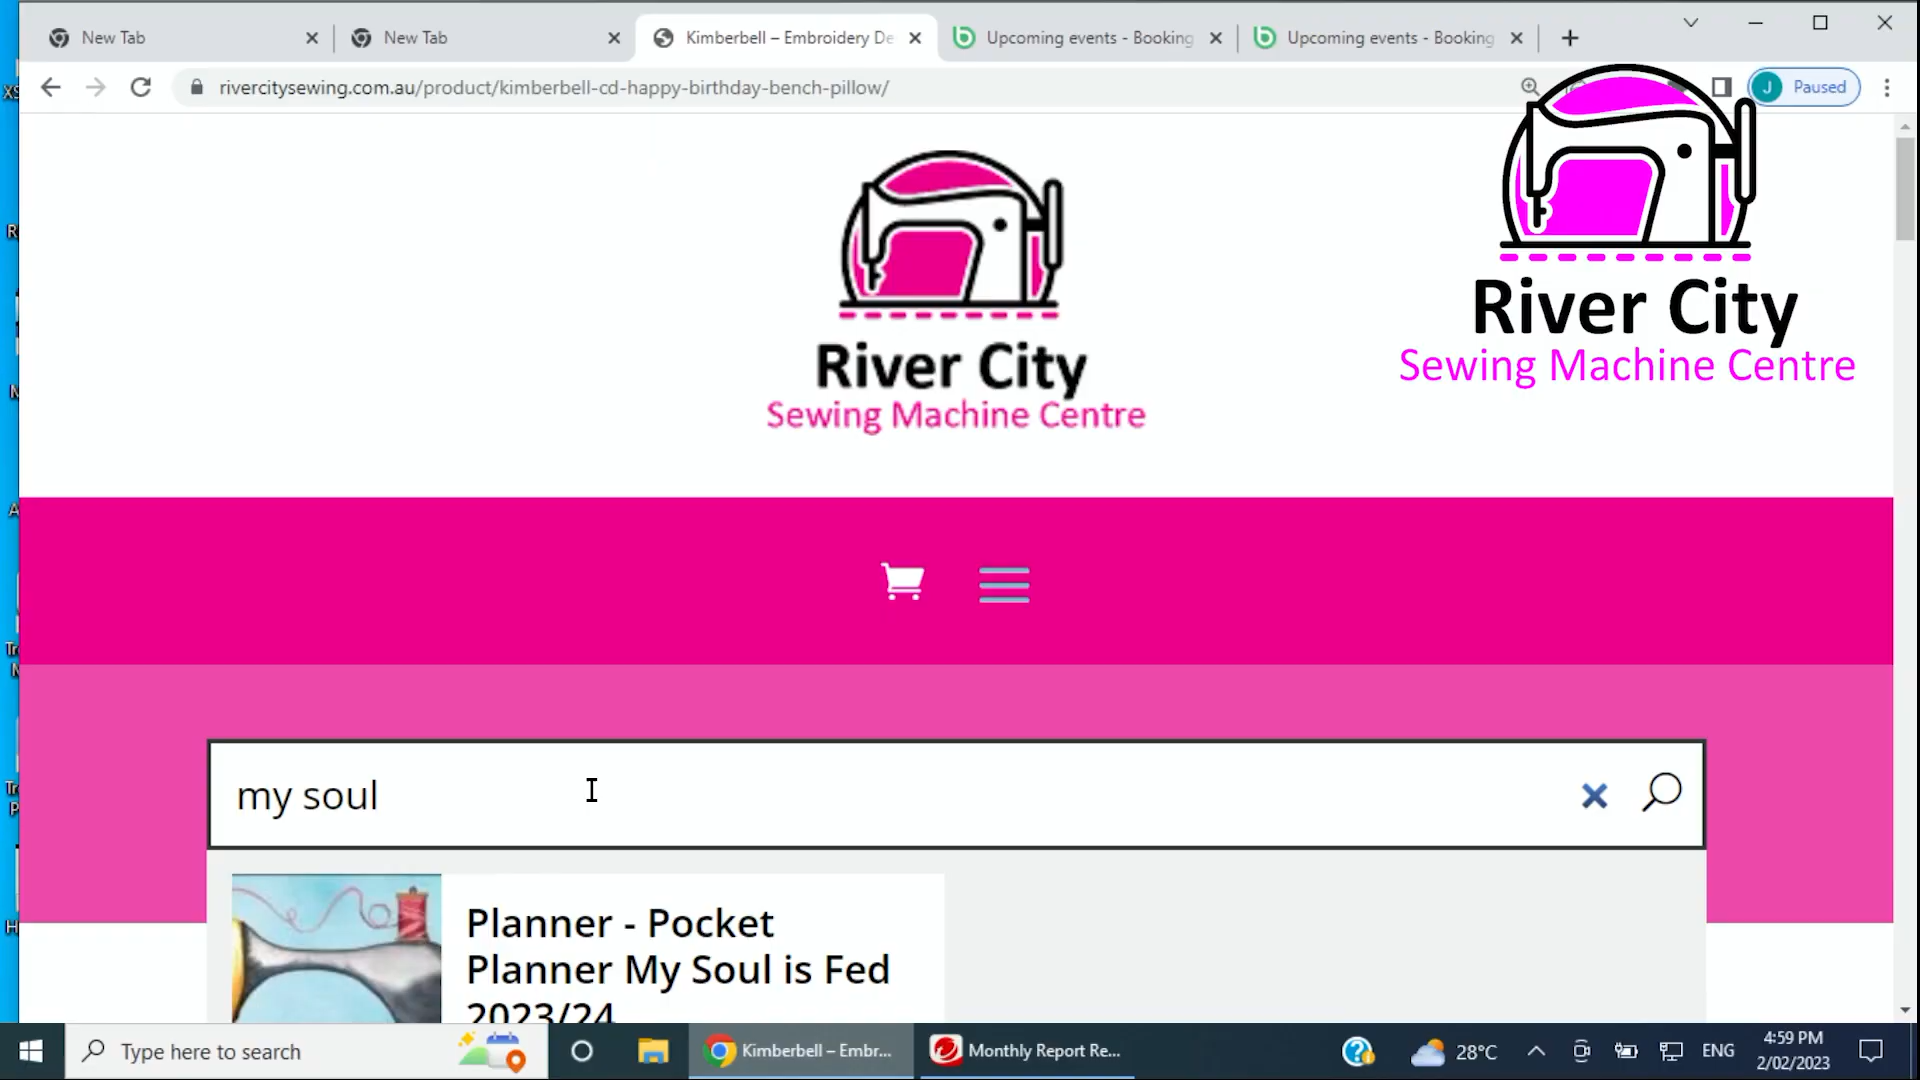 New Tab
New Tab
Kimberbell – Embroidery De
Upcoming events - Booking
Upcoming events - Booking
rivercitysewing.com.au/product/kimberbell-cd-happy-birthday-bench-pillow/
J
Paused
River City
Sewing Machine Centre
River City
Sewing Machine Centre
my soul
Planner - Pocket
Planner My Soul is Fed
2023/24
Type here to search
Kimberbell – Embr...
Monthly Report Re...
28°C
ENG
4:59 PM
2/02/2023